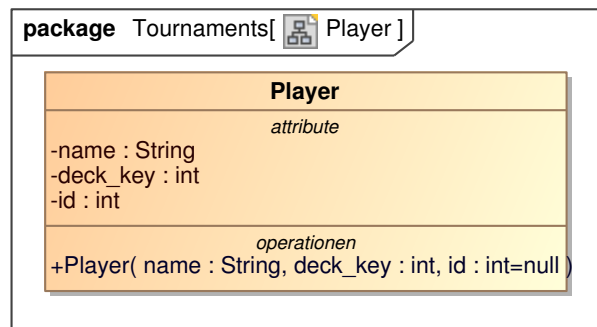 package Tournaments[ Player ]
Player
attribute
-name : String
-deck_key : int
-id : int
operationen
+Player( name : String, deck_key : int, id : int=null )